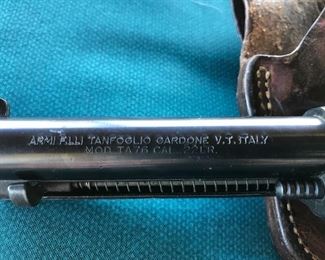 ARMI F.LLI TANFOGLIO GARDONE V.T. ITALY
MOD. TA76 CAL. 22LR.